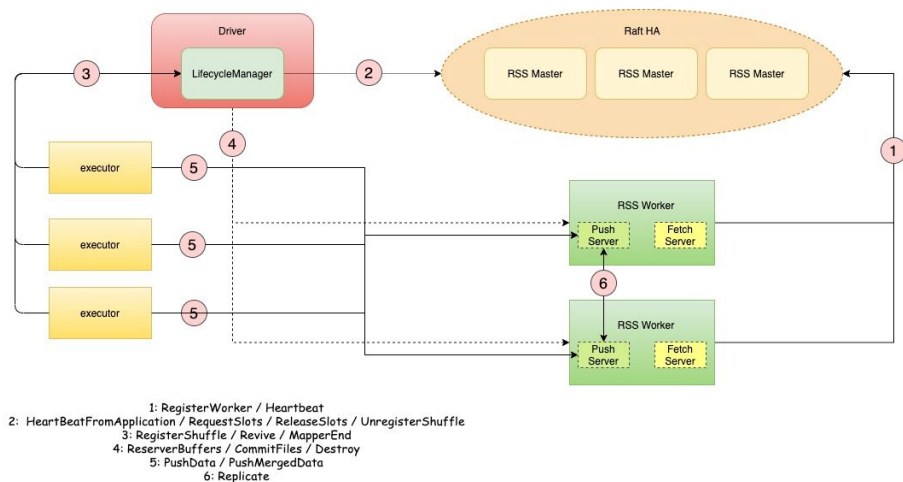 Driver
Raft HA
LifecycleManager
RSS Master
RSS Master
RSS Master
3
2
4
1
executor
5
executor
5
executor
5
RSS Worker
Push
Server
Fetch
Server
6
RSS Worker
Push
Server
Fetch
Server
1: RegisterWorker / Heartbeat
2: HeartBeatFromApplication / RequestSlots / ReleaseSlots / UnregisterShuffle
3: RegisterShuffle / Revive / MapperEnd
4: ReserverBuffers / CommitFiles / Destroy
5: PushData / PushMergedData
6: Replicate